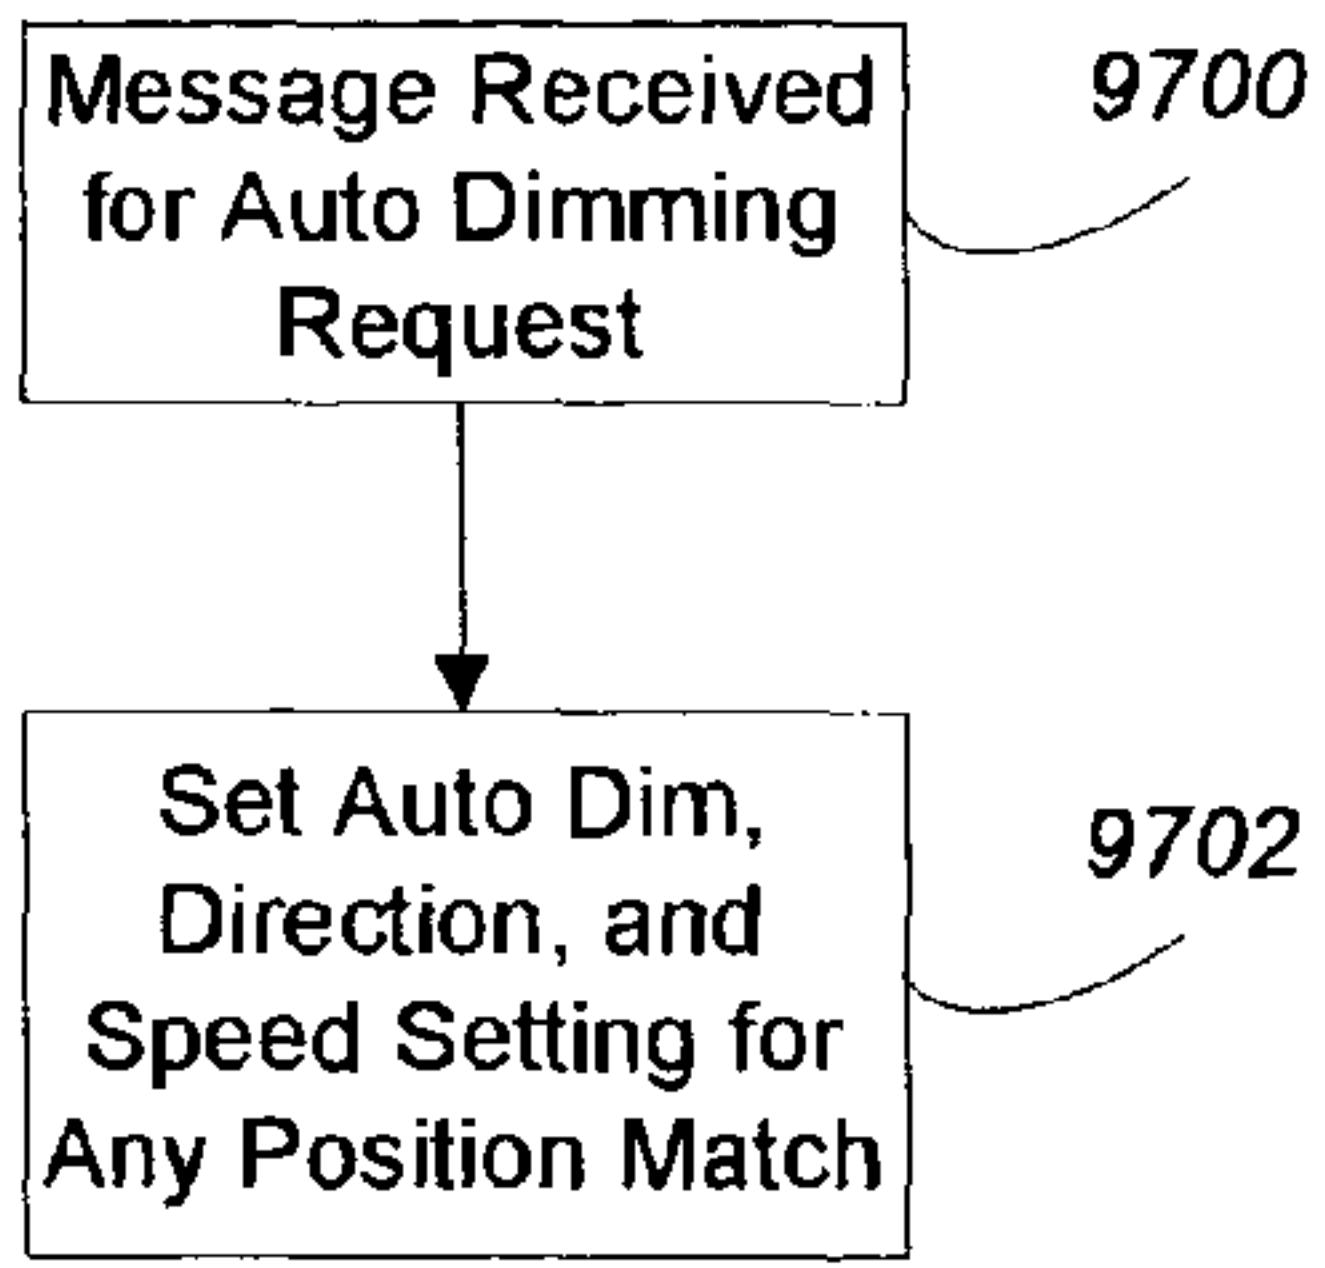 Message Received
for Auto Dimming
Request
9700
Set Auto Dim,
Direction, and
Speed Setting for
Any Position Match
9702